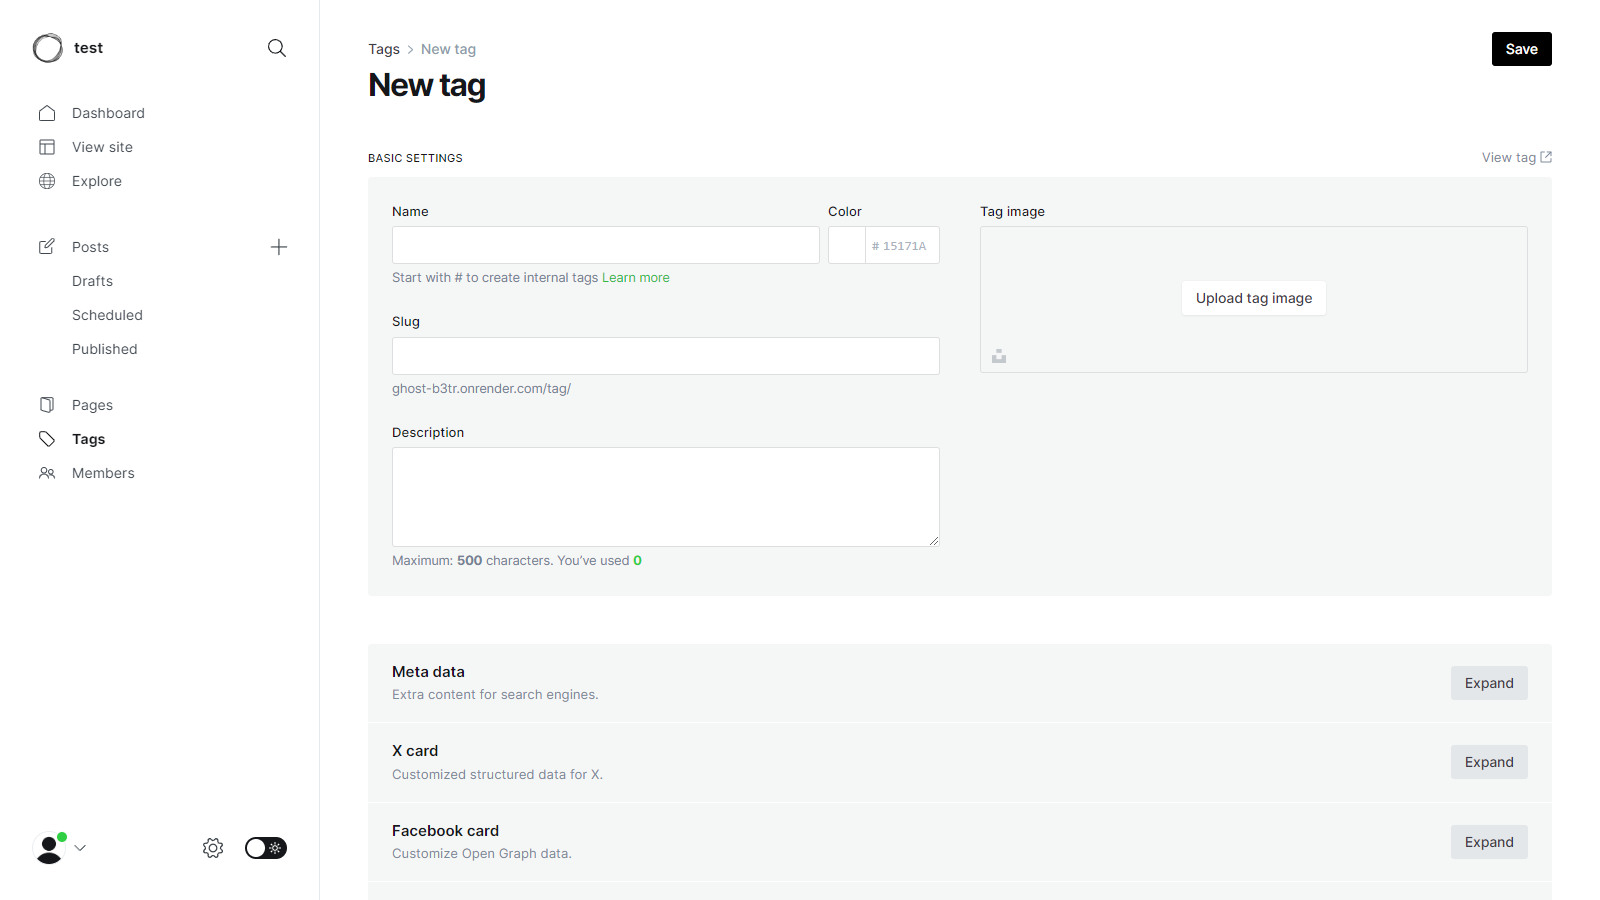 test
Dashboard
View site
Explore
Posts
Drafts
Scheduled
Published
Pages
Tags
Members
Tags > New tag
New tag
Save
BASIC SETTINGS
View tag
Name
Color
# 15171A
Start with # to create internal tags Learn more
Slug
ghost-b3tr.onrender.com/tag/
Description
Maximum: 500 characters. You’ve used 0
Tag image
Upload tag image
Meta data
Extra content for search engines.
Expand
X card
Customized structured data for X.
Expand
Facebook card
Customize Open Graph data.
Expand